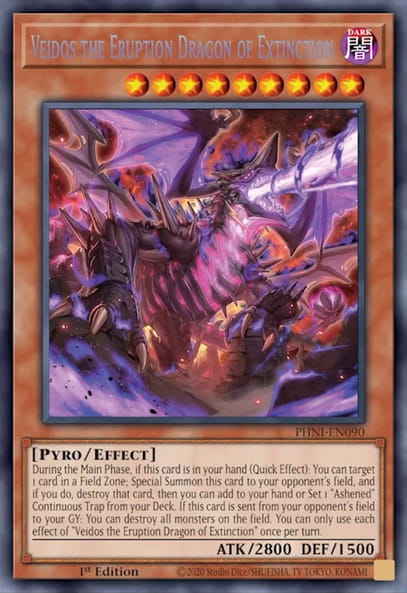 VEIDOS THE ERUPTION DRAGON OF EXTINCTION
DARK
闇
PHNI-EN090
[PYRO/EFFECT]
During the Main Phase, if this card is in your hand (Quick Effect): You can target
1 card in a Field Zone; Special Summon this card to your opponent's field, and
if you do, destroy that card, then you can add to your hand or Set 1 "Ashened"
Continuous Trap from your Deck. If this card is sent from your opponent's field
to your GY: You can destroy all monsters on the field. You can only use each
effect of "Veidos the Eruption Dragon of Extinction" once per turn.
ATK/2800 DEF/1500
1st Edition
©2020 Studio Dice/SHUEISHA, TV TOKYO, KONAMI